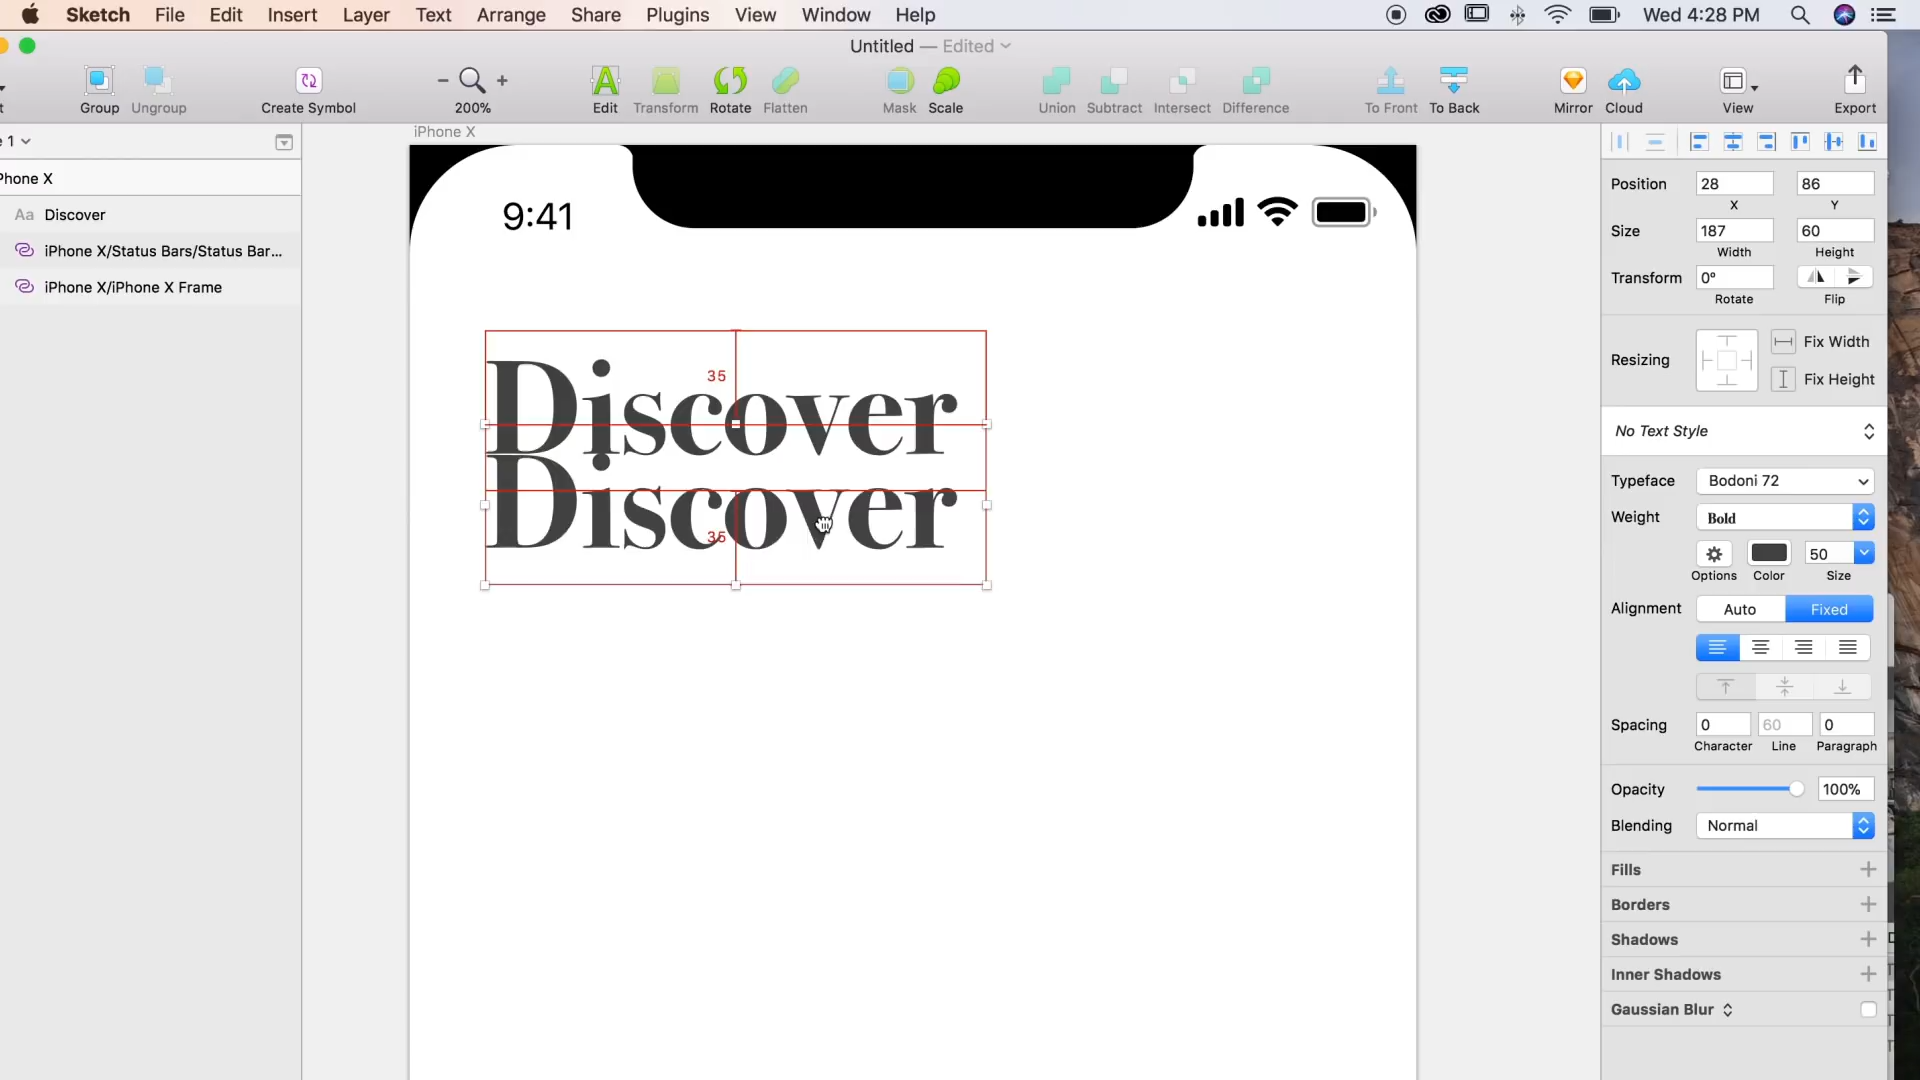 Sketch File Edit Insert Layer Text Arrange Share Plugins View Window Help Wed 4:28 PM
Untitled — Edited
Group Ungroup Create Symbol 200% Edit Transform Rotate Flatten Mask Scale Union Subtract Intersect Difference To Front To Back Mirror Cloud View Export
e 1
iPhone X
Phone X
Aa Discover
iPhone X/Status Bars/Status Bar...
iPhone X/iPhone X Frame
9:41
35
Discover
Discover
35
Position 28 86
X Y
Size 187 60
Width Height
Transform 0°
Rotate Flip
Resizing Fix Width
Fix Height
No Text Style
Typeface Bodoni 72
Weight Bold
50
Options Color Size
Alignment Auto Fixed
Spacing 0 60 0
Character Line Paragraph
Opacity 100%
Blending Normal
Fills
Borders
Shadows
Inner Shadows
Gaussian Blur